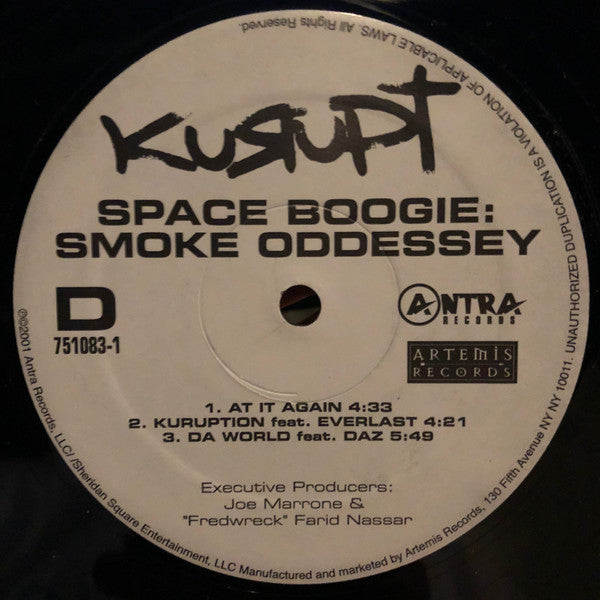 KURUPT
SPACE BOOGIE:
SMOKE ODDESSEY
D
751083-1
ANTRA
RECORDS
ARTEMIS
RECORDS
1. AT IT AGAIN 4:33
2. KURUPTION feat. EVERLAST 4:21
3. DA WORLD feat. DAZ 5:49
Executive Producers:
Joe Marrone &
"Fredwreck" Farid Nassar
℗©2001 Antra Records, LLC/ /Sheridan Square Entertainment, LLC Manufactured and marketed by Artemis Records, 130 Fifth Avenue NY NY 10011. UNAUTHORIZED DUPLICATION IS A VIOLATION OF APPLICABLE LAWS. All Rights Reserved.